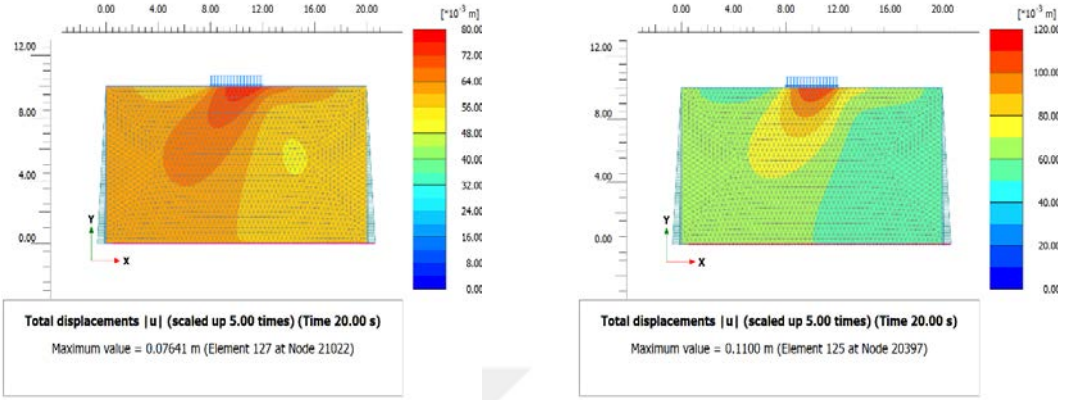 [*10⁻³ m]
0.00 4.00 8.00 12.00 16.00 20.00
80.00
12.00
72.00
64.00
8.00
56.00
48.00
40.00
4.00
32.00
24.00
16.00
0.00
8.00
0.00
Y
X
Total displacements |u| (scaled up 5.00 times) (Time 20.00 s)
Maximum value = 0.07641 m (Element 127 at Node 21022)
[*10⁻³ m]
0.00 4.00 8.00 12.00 16.00 20.00
120.00
12.00
100.00
8.00
80.00
60.00
4.00
40.00
20.00
0.00
0.00
Y
X
Total displacements |u| (scaled up 5.00 times) (Time 20.00 s)
Maximum value = 0.1100 m (Element 125 at Node 20397)